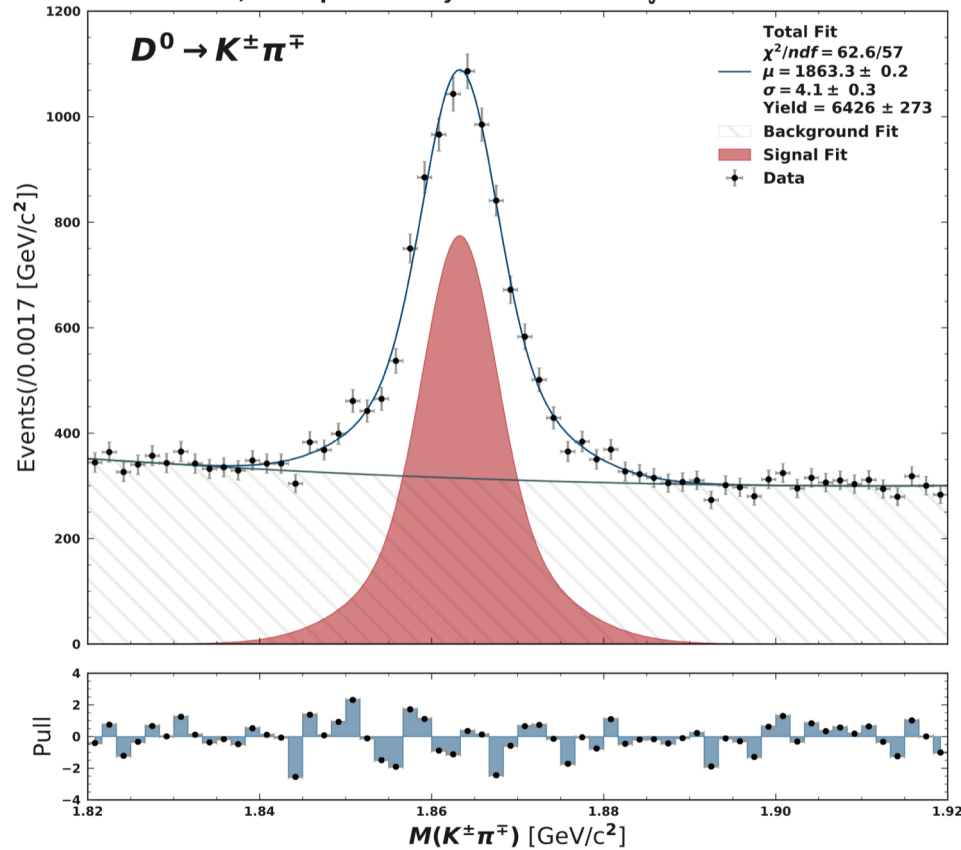 1200
1000
800
600
400
200
0
Events(/0.0017 [GeV/c²])
D⁰ → K±π∓
Total Fit
χ²/ndf = 62.6/57
μ = 1863.3 ± 0.2
σ = 4.1 ± 0.3
Yield = 6426 ± 273
Background Fit
Signal Fit
Data
4
2
0
−2
−4
Pull
1.82 1.84 1.86 1.88 1.90 1.92
M(K±π∓) [GeV/c²]